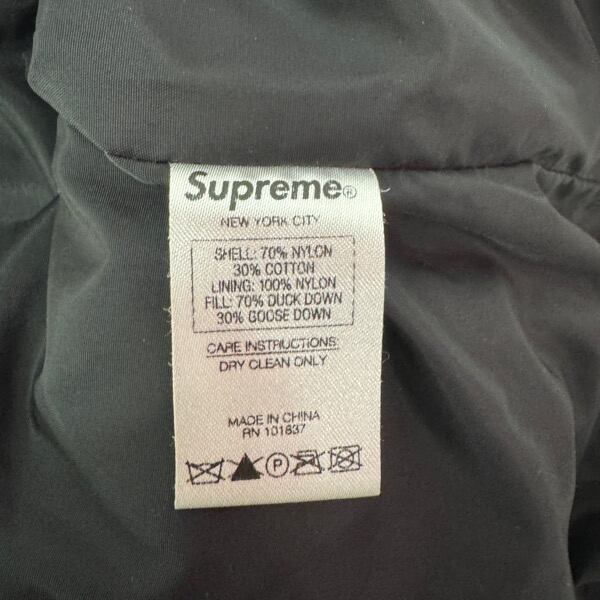 Supreme®
NEW YORK CITY
SHELL: 70% NYLON
30% COTTON
LINING: 100% NYLON
FILL: 70% DUCK DOWN
30% GOOSE DOWN
CARE INSTRUCTIONS:
DRY CLEAN ONLY
MADE IN CHINA
RN 101837
P